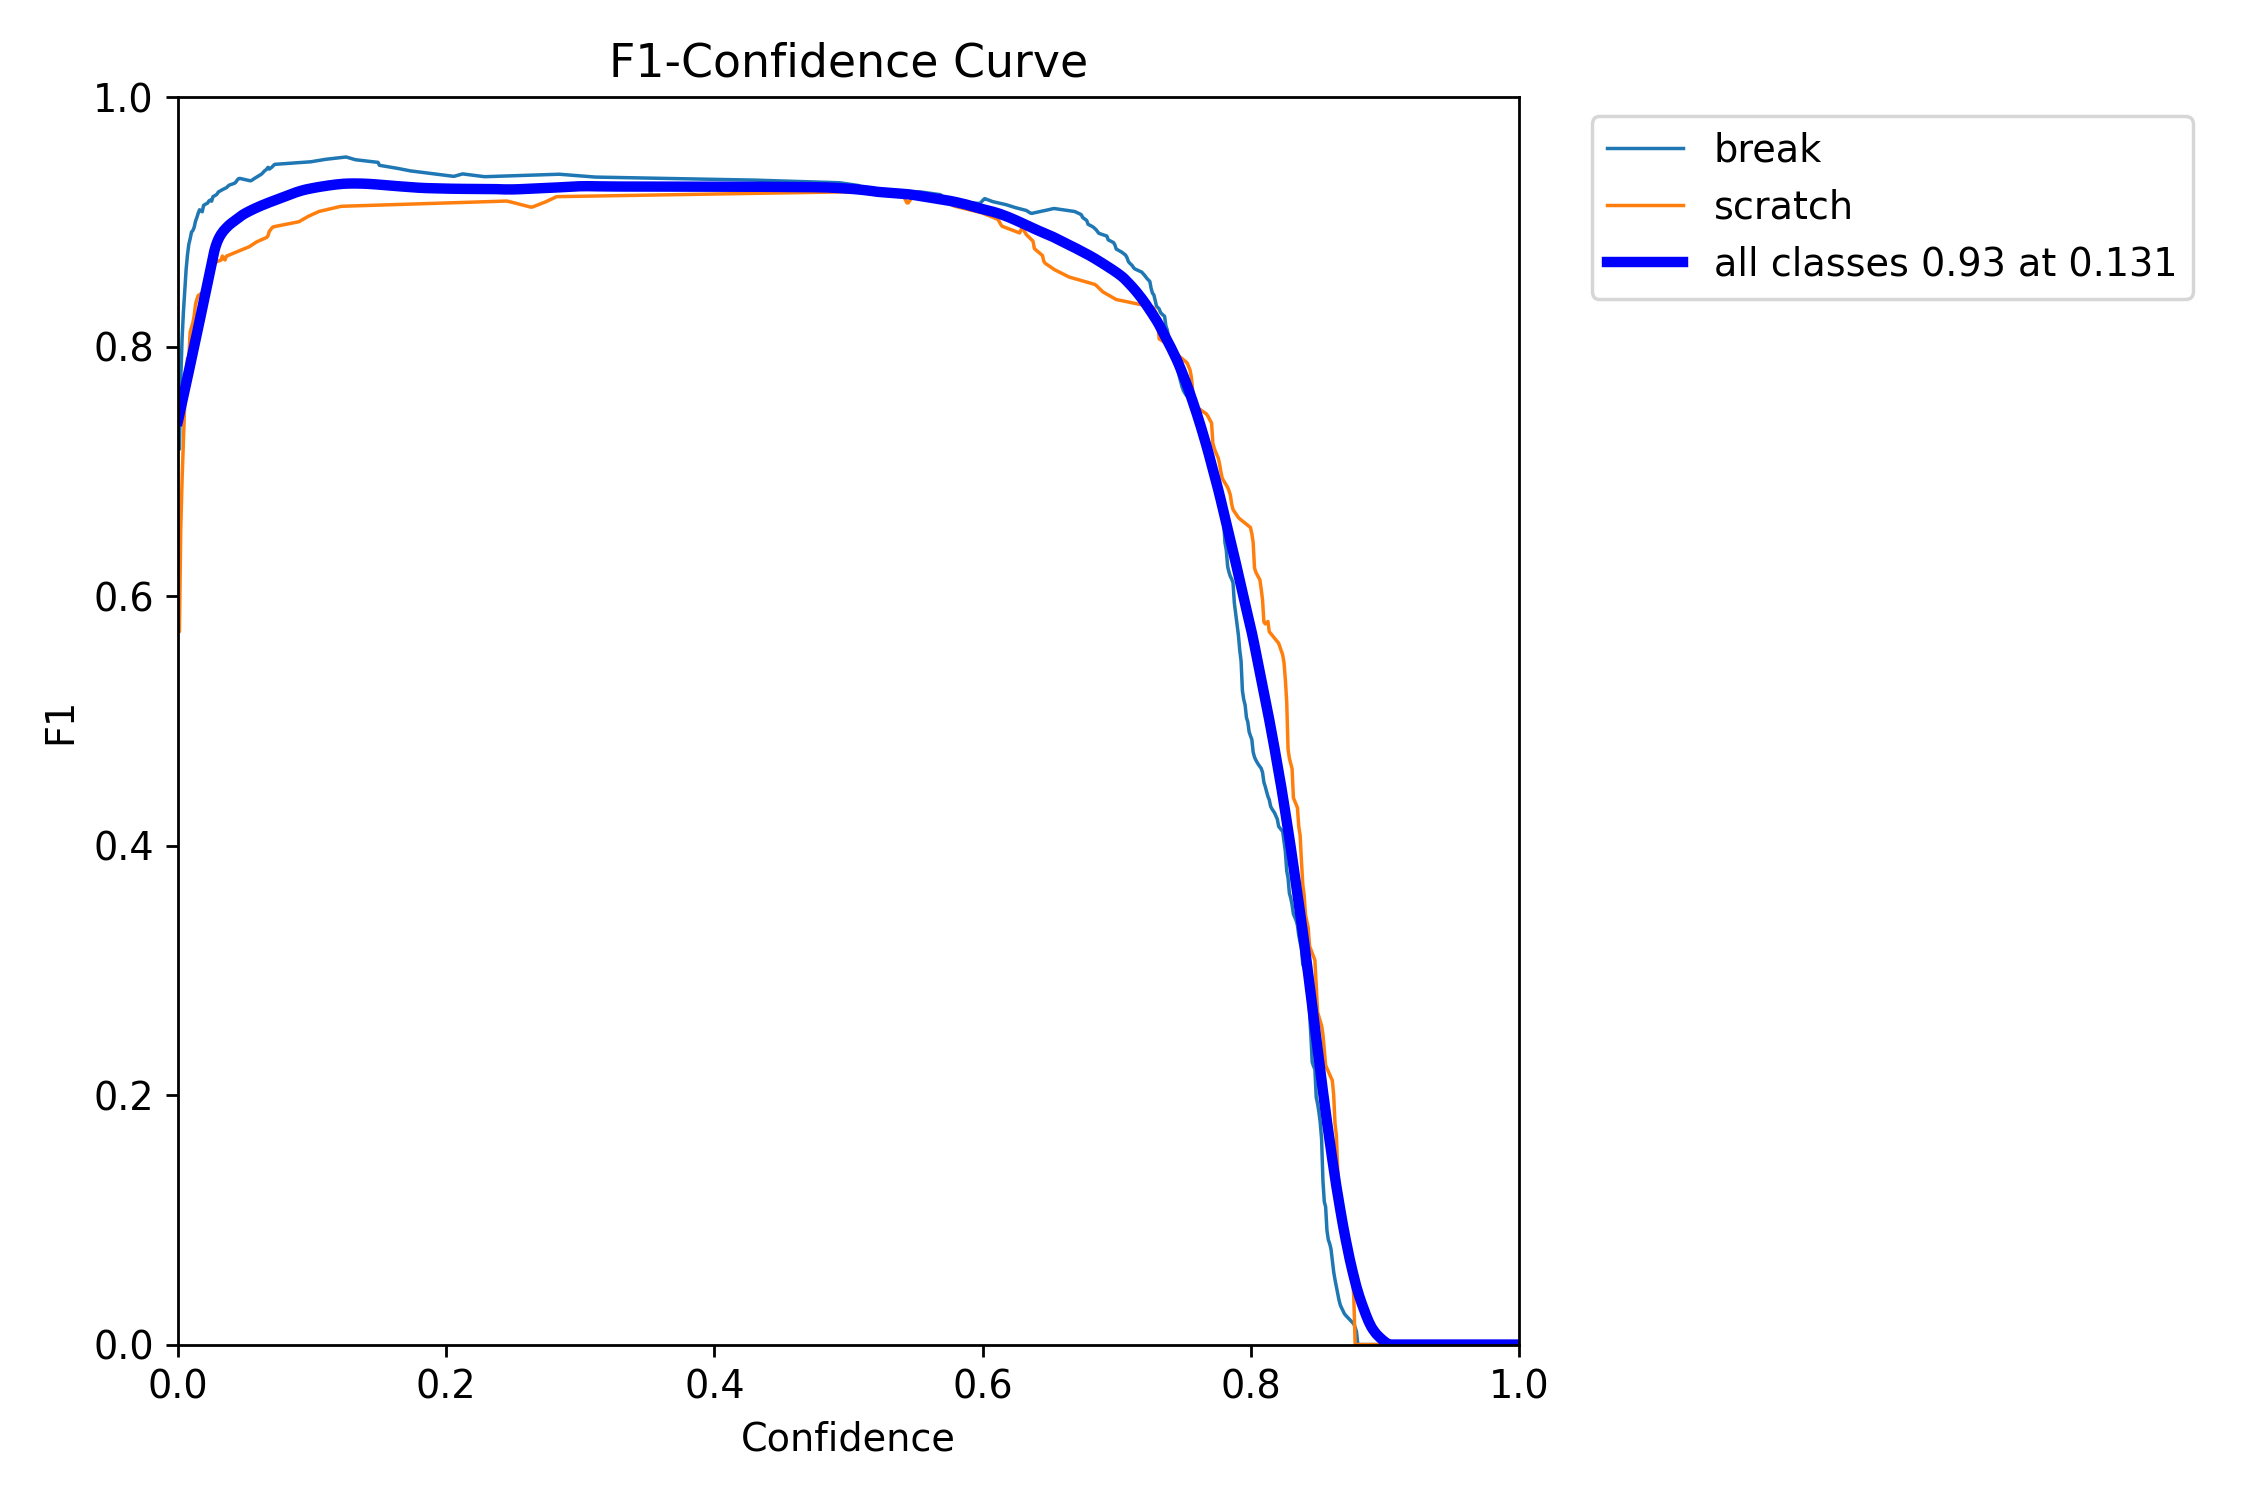 F1-Confidence Curve
1.0
0.8
0.6
0.4
0.2
0.0
F1
0.0 0.2 0.4 0.6 0.8 1.0
Confidence
break
scratch
all classes 0.93 at 0.131